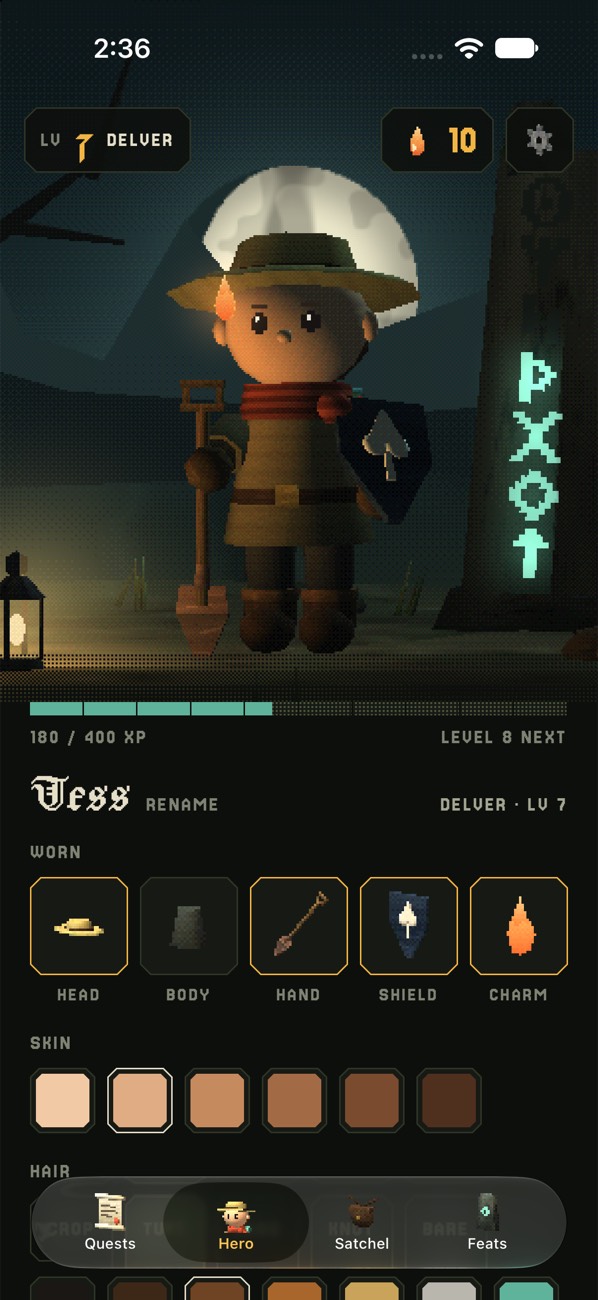 2:36
LV 7 DELVER
10
ᚹ
ᛟ
180 / 400 XP
LEVEL 8 NEXT
Vess RENAME
DELVER · LV 7
WORN
HEAD
BODY
HAND
SHIELD
CHARM
SKIN
HAIR
Quests
Hero
Satchel
Feats